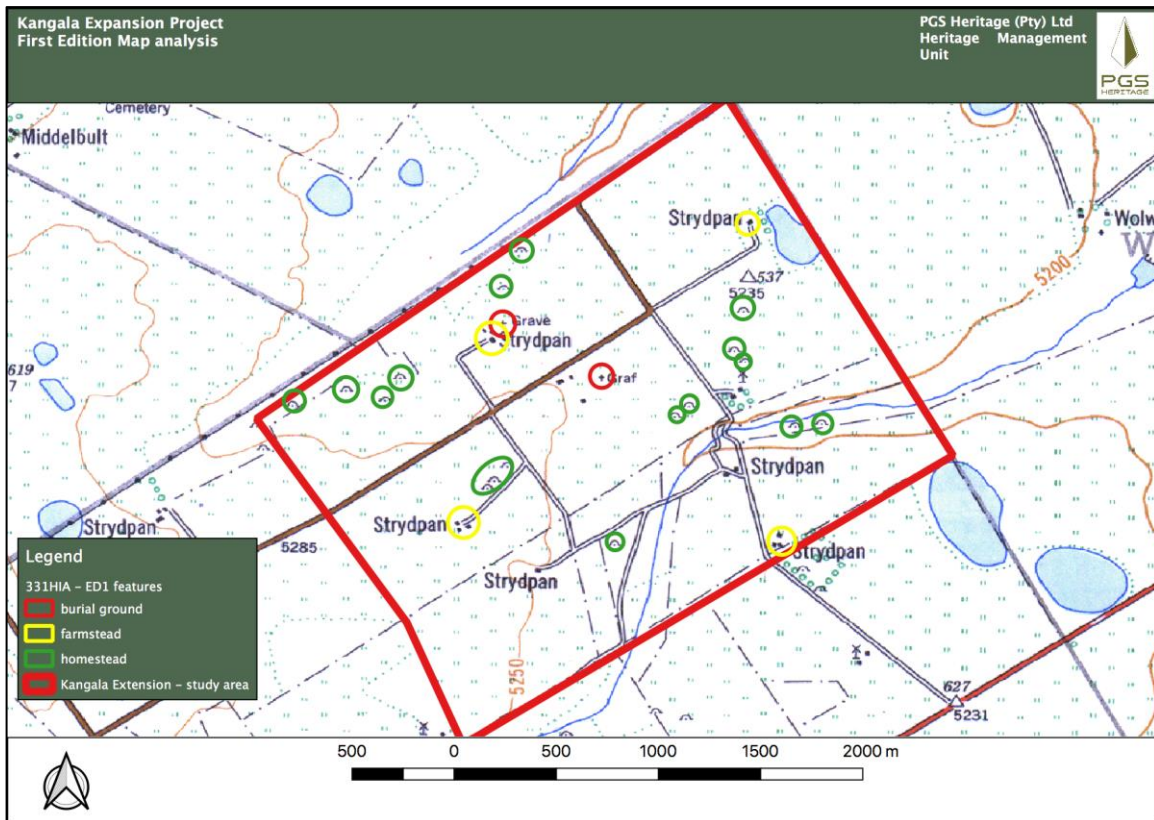 Kangala Expansion Project
First Edition Map analysis
PGS Heritage (Pty) Ltd
Heritage Management
Unit
PGS
HERITAGE
Cemetery
Middelbult
Strydpan
Wolw
W
537
5235
5200
Grave
Strydpan
Graf
619
7
Strydpan
Strydpan
Strydpan
5285
Strydpan
Strydpan
5250
627
5231
Legend
331HIA - ED1 features
burial ground
farmstead
homestead
Kangala Extension - study area
500 0 500 1000 1500 2000 m